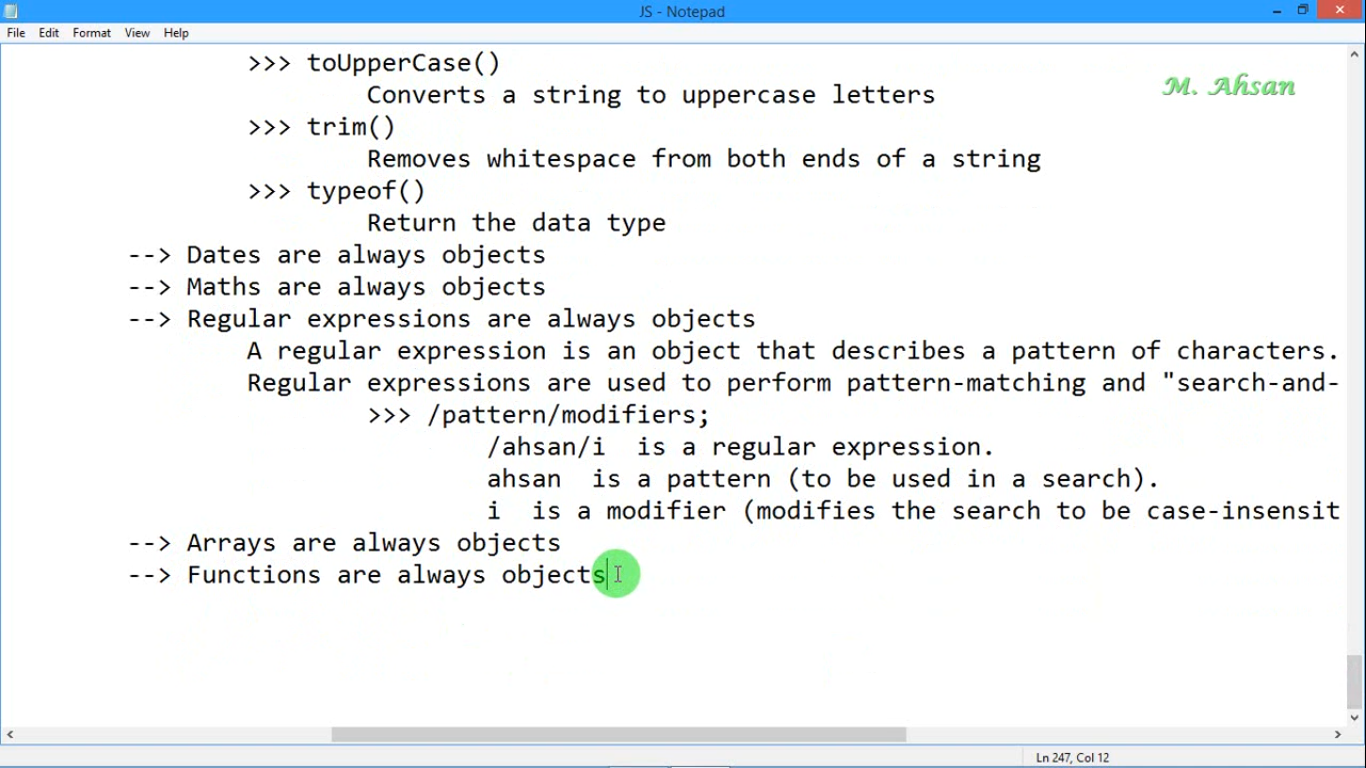 JS - Notepad
File Edit Format View Help
>>> toUpperCase()
M. Ahsan
Converts a string to uppercase letters
>>> trim()
Removes whitespace from both ends of a string
>>> typeof()
Return the data type
--> Dates are always objects
--> Maths are always objects
--> Regular expressions are always objects
A regular expression is an object that describes a pattern of characters.
Regular expressions are used to perform pattern-matching and "search-and-
>>> /pattern/modifiers;
/ahsan/i is a regular expression.
ahsan is a pattern (to be used in a search).
i is a modifier (modifies the search to be case-insensit
--> Arrays are always objects
--> Functions are always objects
Ln 247, Col 12